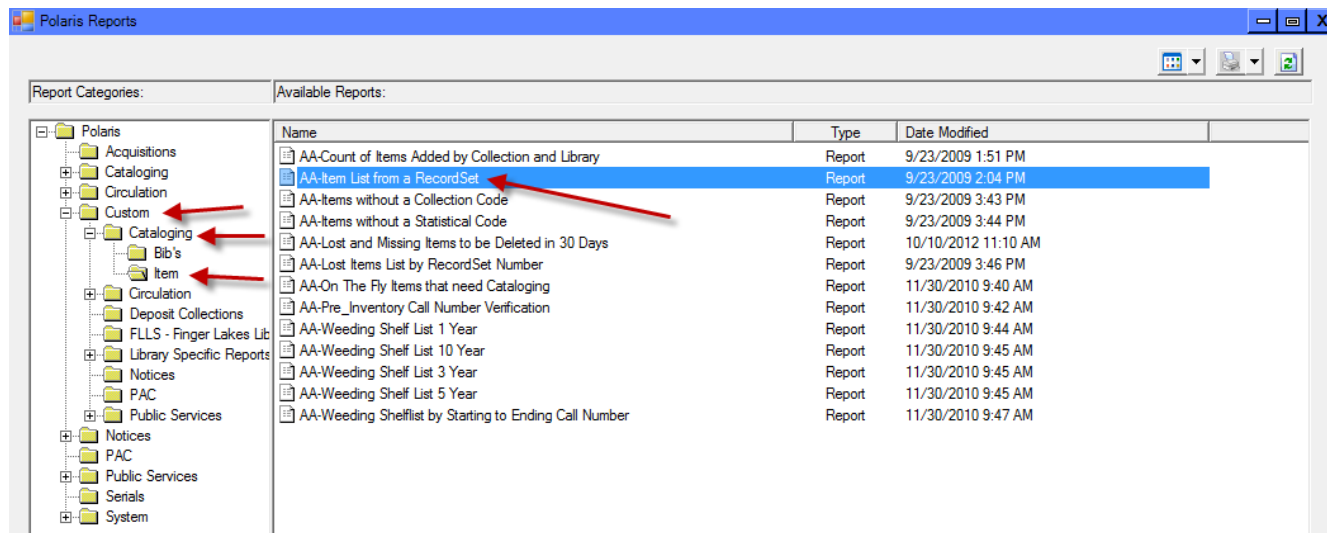 Polaris Reports
X
Report Categories:
Available Reports:
Polaris
Acquisitions
Cataloging
Circulation
Custom
Cataloging
Bib's
Item
Circulation
Deposit Collections
FLLS - Finger Lakes Lib
Library Specific Reports
Notices
PAC
Public Services
Notices
PAC
Public Services
Serials
System
Name Type Date Modified
AA-Count of Items Added by Collection and Library Report 9/23/2009 1:51 PM
AA-Item List from a RecordSet Report 9/23/2009 2:04 PM
AA-Items without a Collection Code Report 9/23/2009 3:43 PM
AA-Items without a Statistical Code Report 9/23/2009 3:44 PM
AA-Lost and Missing Items to be Deleted in 30 Days Report 10/10/2012 11:10 AM
AA-Lost Items List by RecordSet Number Report 9/23/2009 3:46 PM
AA-On The Fly Items that need Cataloging Report 11/30/2010 9:40 AM
AA-Pre_Inventory Call Number Verification Report 11/30/2010 9:42 AM
AA-Weeding Shelf List 1 Year Report 11/30/2010 9:44 AM
AA-Weeding Shelf List 10 Year Report 11/30/2010 9:45 AM
AA-Weeding Shelf List 3 Year Report 11/30/2010 9:45 AM
AA-Weeding Shelf List 5 Year Report 11/30/2010 9:45 AM
AA-Weeding Shelflist by Starting to Ending Call Number Report 11/30/2010 9:47 AM